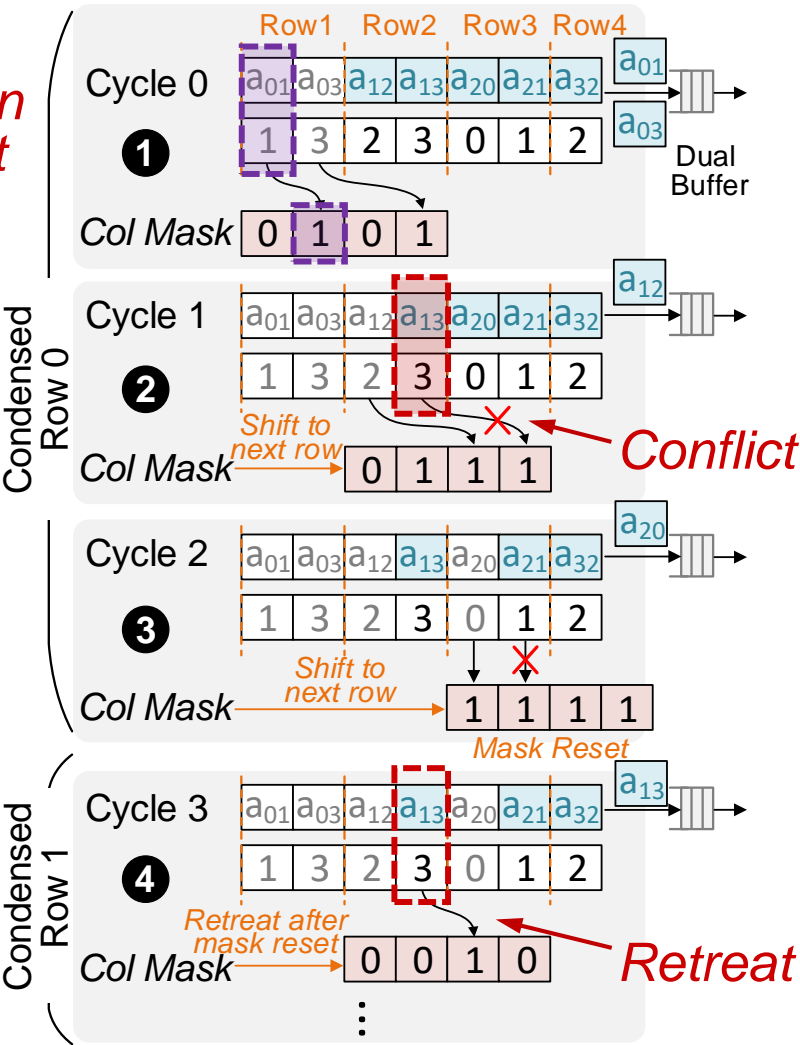 Row1 Row2 Row3 Row4
n
t
Cycle 0 a01 a03 a12 a13 a20 a21 a32 a01
a03
1 1 3 2 3 0 1 2
Dual
Buffer
Col Mask 0 1 0 1
Condensed
Row 0
Cycle 1 a01 a03 a12 a13 a20 a21 a32 a12
2 1 3 2 3 0 1 2
Shift to
next row
Conflict
Col Mask 0 1 1 1
Cycle 2 a01 a03 a12 a13 a20 a21 a32 a20
3 1 3 2 3 0 1 2
Shift to
next row
Col Mask 1 1 1 1
Mask Reset
Condensed
Row 1
Cycle 3 a01 a03 a12 a13 a20 a21 a32 a13
4 1 3 2 3 0 1 2
Retreat after
mask reset
Retreat
Col Mask 0 0 1 0
⋮